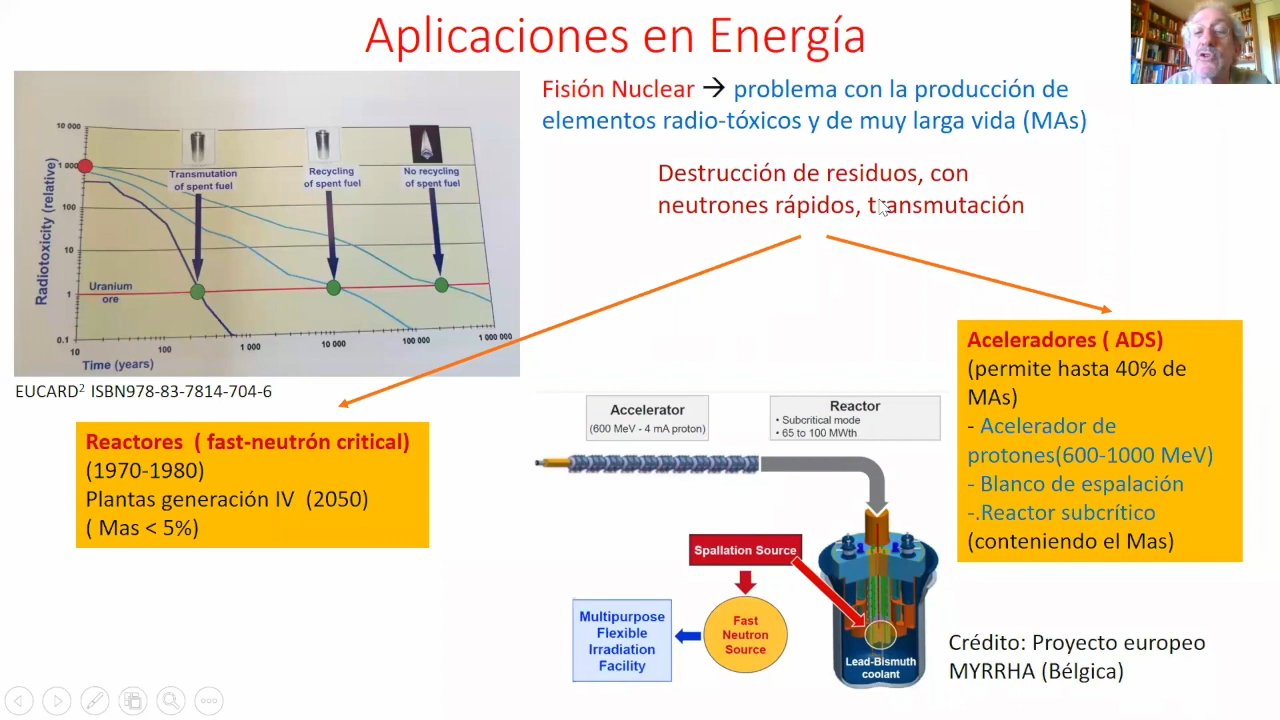 Aplicaciones en Energía
Fisión Nuclear → problema con la producción de
elementos radio-tóxicos y de muy larga vida (MAs)
Destrucción de residuos, con
neutrones rápidos, transmutación
Radiotoxicity (relative)
10 000
1 000
100
10
1
0.1
Transmutation
of spent fuel
Recycling
of spent fuel
No recycling
of spent fuel
Uranium
ore
10
100
1 000
10 000
100 000
1 000 000
Time (years)
EUCARD² ISBN978-83-7814-704-6
Reactores ( fast-neutrón critical)
(1970-1980)
Plantas generación IV (2050)
( Mas < 5%)
Accelerator
(600 MeV - 4 mA proton)
Reactor
• Subcritical mode
• 65 to 100 MWth
Spallation Source
Fast
Neutron
Source
Multipurpose
Flexible
Irradiation
Facility
Lead-Bismuth
coolant
Aceleradores ( ADS)
(permite hasta 40% de
MAs)
- Acelerador de
protones(600-1000 MeV)
- Blanco de espalación
-.Reactor subcrítico
(conteniendo el Mas)
Crédito: Proyecto europeo
MYRRHA (Bélgica)